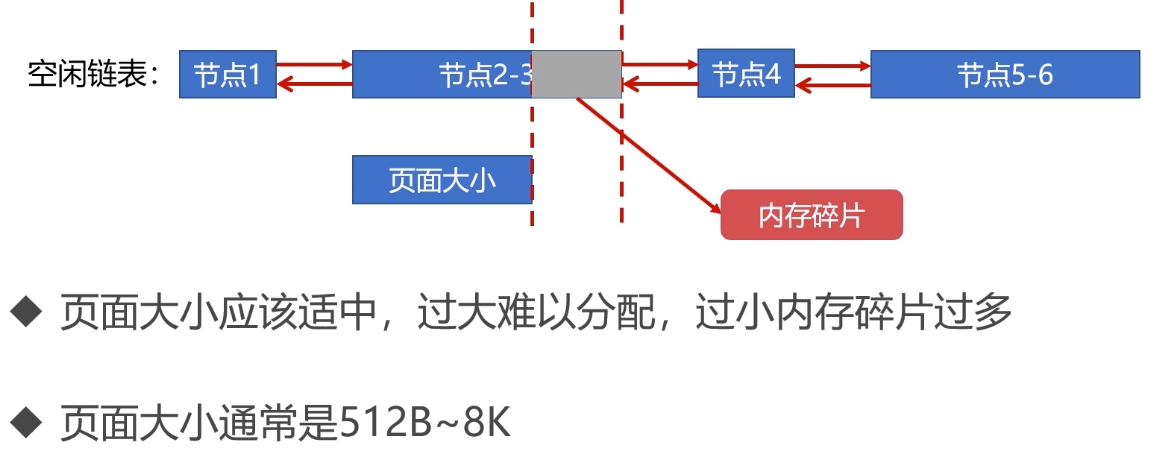 空闲链表：
节点1
节点2-3
节点4
节点5-6
页面大小
内存碎片
◆ 页面大小应该适中，过大难以分配，过小内存碎片过多
◆ 页面大小通常是512B~8K